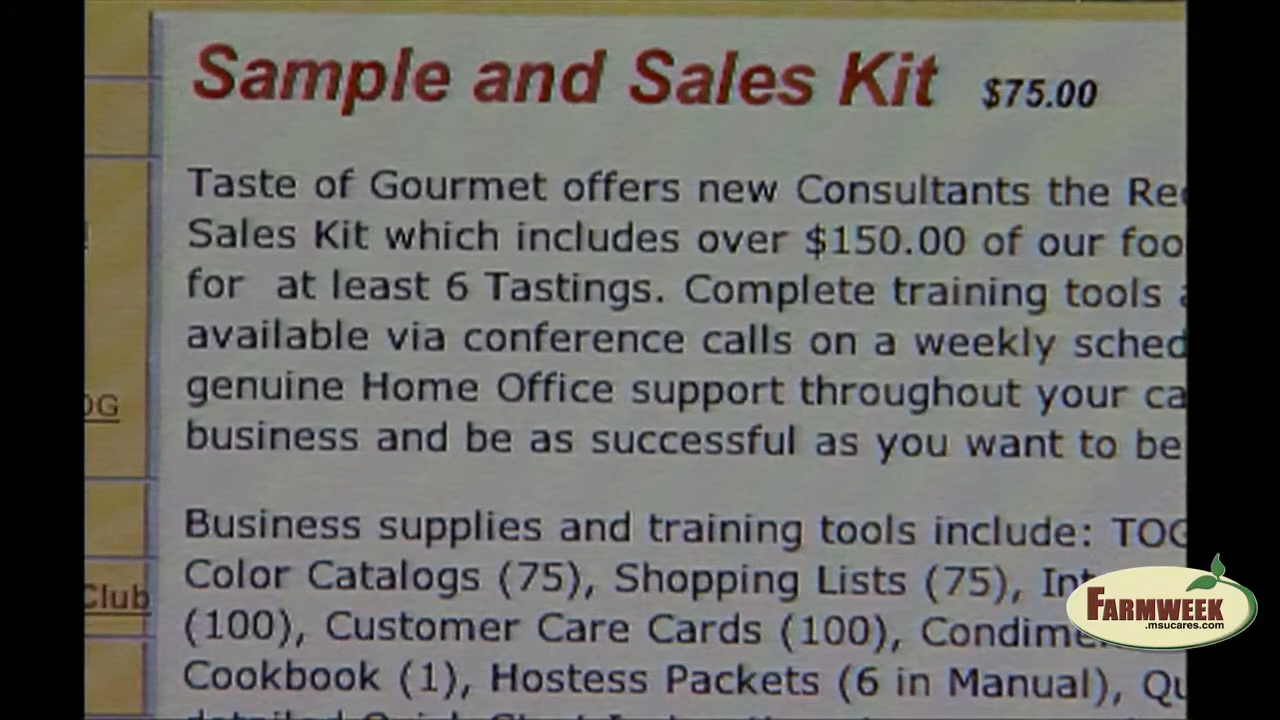 Sample and Sales Kit $75.00
Taste of Gourmet offers new Consultants the
Sales Kit which includes over $150.00 of our
for at least 6 Tastings. Complete training tools
available via conference calls on a weekly
genuine Home Office support throughout your
business and be as successful as you want to be
Business supplies and training tools include: TOG
Color Catalogs (75), Shopping Lists (75),
(100), Customer Care Cards (100),
Cookbook (1), Hostess Packets (6 in Manual),
OG
Club
FARMWEEK
.msucares.com